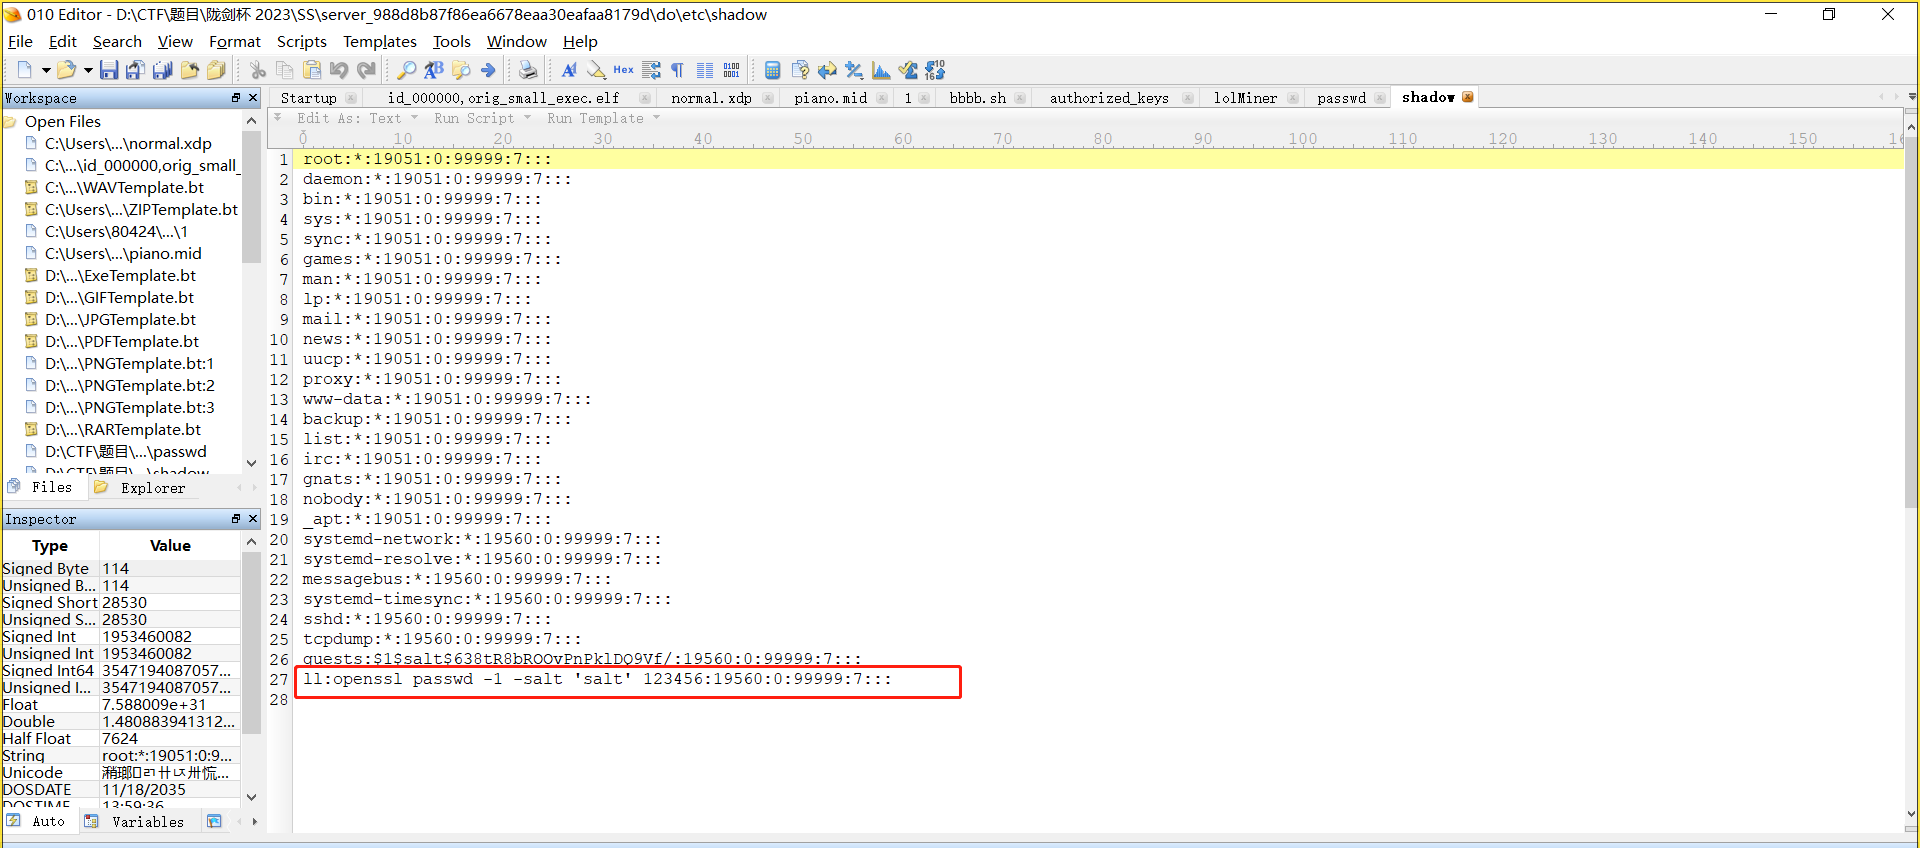 010 Editor - D:\CTF\题目\陇剑杯 2023\SS\server_988d8b87f86ea6678eaa30eafaa8179d\do\etc\shadow
File Edit Search View Format Scripts Templates Tools Window Help
Workspace
Startup id_000000,orig_small_exec.elf normal.xdp piano.mid 1 bbbb.sh authorized_keys lolMiner passwd shadow
Edit As: Text Run Script Run Template
0 10 20 30 40 50 60 70 80 90 100 110 120 130 140 150 16
Open Files
C:\Users\...\normal.xdp
C:\...\id_000000,orig_small_
C:\...\WAVTemplate.bt
C:\Users\...\ZIPTemplate.bt
C:\Users\80424\...\1
C:\Users\...\piano.mid
D:\...\ExeTemplate.bt
D:\...\GIFTemplate.bt
D:\...\JPGTemplate.bt
D:\...\PDFTemplate.bt
D:\...\PNGTemplate.bt:1
D:\...\PNGTemplate.bt:2
D:\...\PNGTemplate.bt:3
D:\...\RARTemplate.bt
D:\CTF\题目\...\passwd
D:\CTF\题目\...\shadow
Files Explorer
Inspector
Type Value
Signed Byte 114
Unsigned B... 114
Signed Short 28530
Unsigned S... 28530
Signed Int 1953460082
Unsigned Int 1953460082
Signed Int64 3547194087057...
Unsigned I... 3547194087057...
Float 7.588009e+31
Double 1.480883941312...
Half Float 7624
String root:*:19051:0:9...
Unicode
DOSDATE 11/18/2035
DOSTIME 13:59:36
Auto Variables
1 root:*:19051:0:99999:7:::
2 daemon:*:19051:0:99999:7:::
3 bin:*:19051:0:99999:7:::
4 sys:*:19051:0:99999:7:::
5 sync:*:19051:0:99999:7:::
6 games:*:19051:0:99999:7:::
7 man:*:19051:0:99999:7:::
8 lp:*:19051:0:99999:7:::
9 mail:*:19051:0:99999:7:::
10 news:*:19051:0:99999:7:::
11 uucp:*:19051:0:99999:7:::
12 proxy:*:19051:0:99999:7:::
13 www-data:*:19051:0:99999:7:::
14 backup:*:19051:0:99999:7:::
15 list:*:19051:0:99999:7:::
16 irc:*:19051:0:99999:7:::
17 gnats:*:19051:0:99999:7:::
18 nobody:*:19051:0:99999:7:::
19 _apt:*:19051:0:99999:7:::
20 systemd-network:*:19560:0:99999:7:::
21 systemd-resolve:*:19560:0:99999:7:::
22 messagebus:*:19560:0:99999:7:::
23 systemd-timesync:*:19560:0:99999:7:::
24 sshd:*:19560:0:99999:7:::
25 tcpdump:*:19560:0:99999:7:::
26 guests:$1$salt$638tR8bROOvPnPklDQ9Vf/:19560:0:99999:7:::
27 ll:openssl passwd -1 -salt 'salt' 123456:19560:0:99999:7:::
28